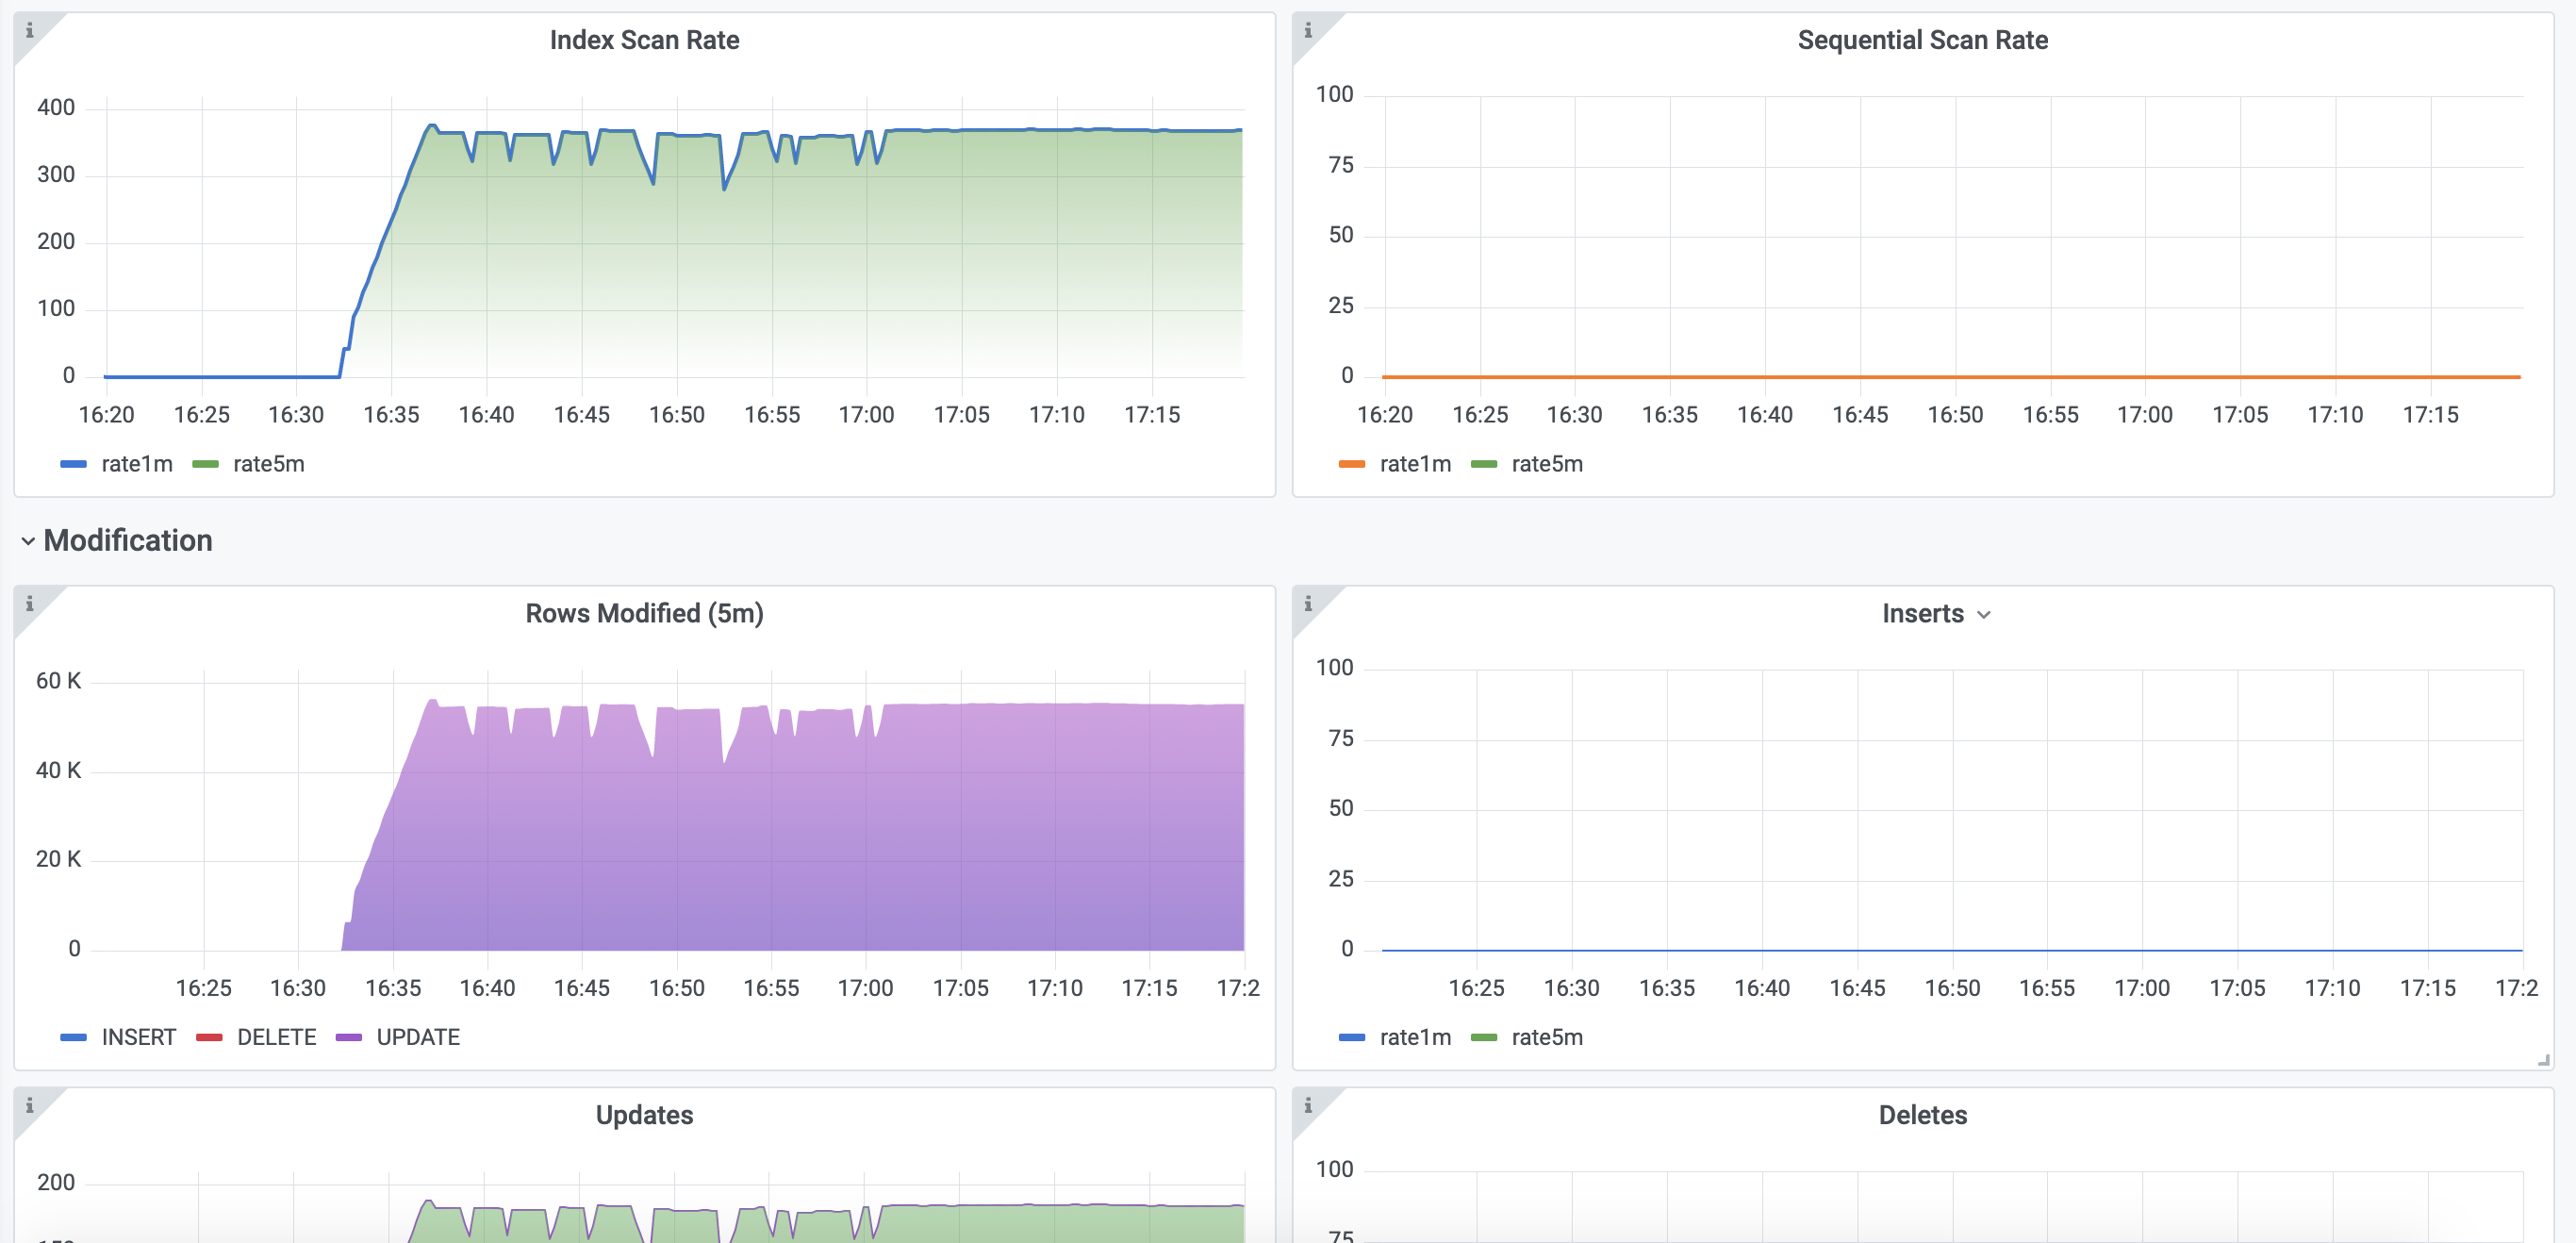 Index Scan Rate
400
300
200
100
0
16:20 16:25 16:30 16:35 16:40 16:45 16:50 16:55 17:00 17:05 17:10 17:15
rate1m rate5m
Sequential Scan Rate
100
75
50
25
0
16:20 16:25 16:30 16:35 16:40 16:45 16:50 16:55 17:00 17:05 17:10 17:15
rate1m rate5m
Modification
Rows Modified (5m)
60 K
40 K
20 K
0
16:25 16:30 16:35 16:40 16:45 16:50 16:55 17:00 17:05 17:10 17:15 17:2
INSERT DELETE UPDATE
Inserts
100
75
50
25
0
16:25 16:30 16:35 16:40 16:45 16:50 16:55 17:00 17:05 17:10 17:15 17:2
rate1m rate5m
Updates
200
Deletes
100
75